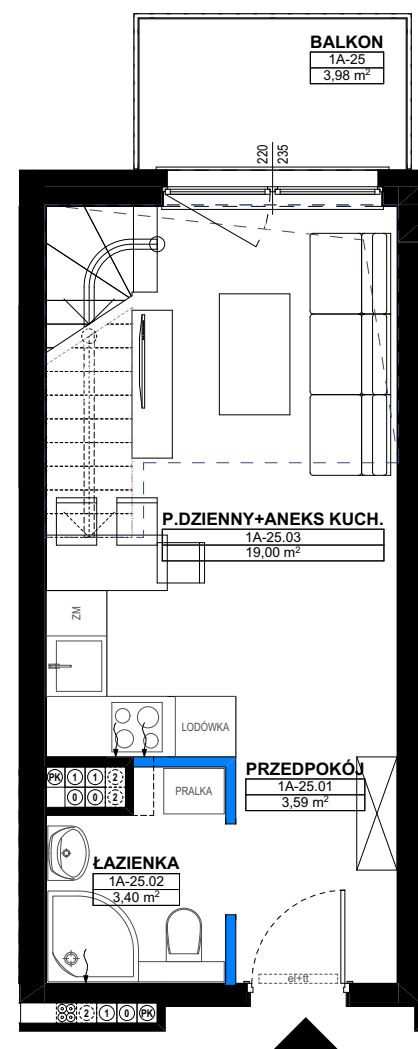 BALKON
1A-25
3,98 m²
220
235
P.DZIENNY+ANEKS KUCH.
1A-25.03
19,00 m²
ZM
LODÓWKA
PRZEDPOKÓJ
1A-25.01
3,59 m²
PK 1 1 2
0 0 2
PRALKA
ŁAZIENKA
1A-25.02
3,40 m²
el+tt
2 1 0 PK